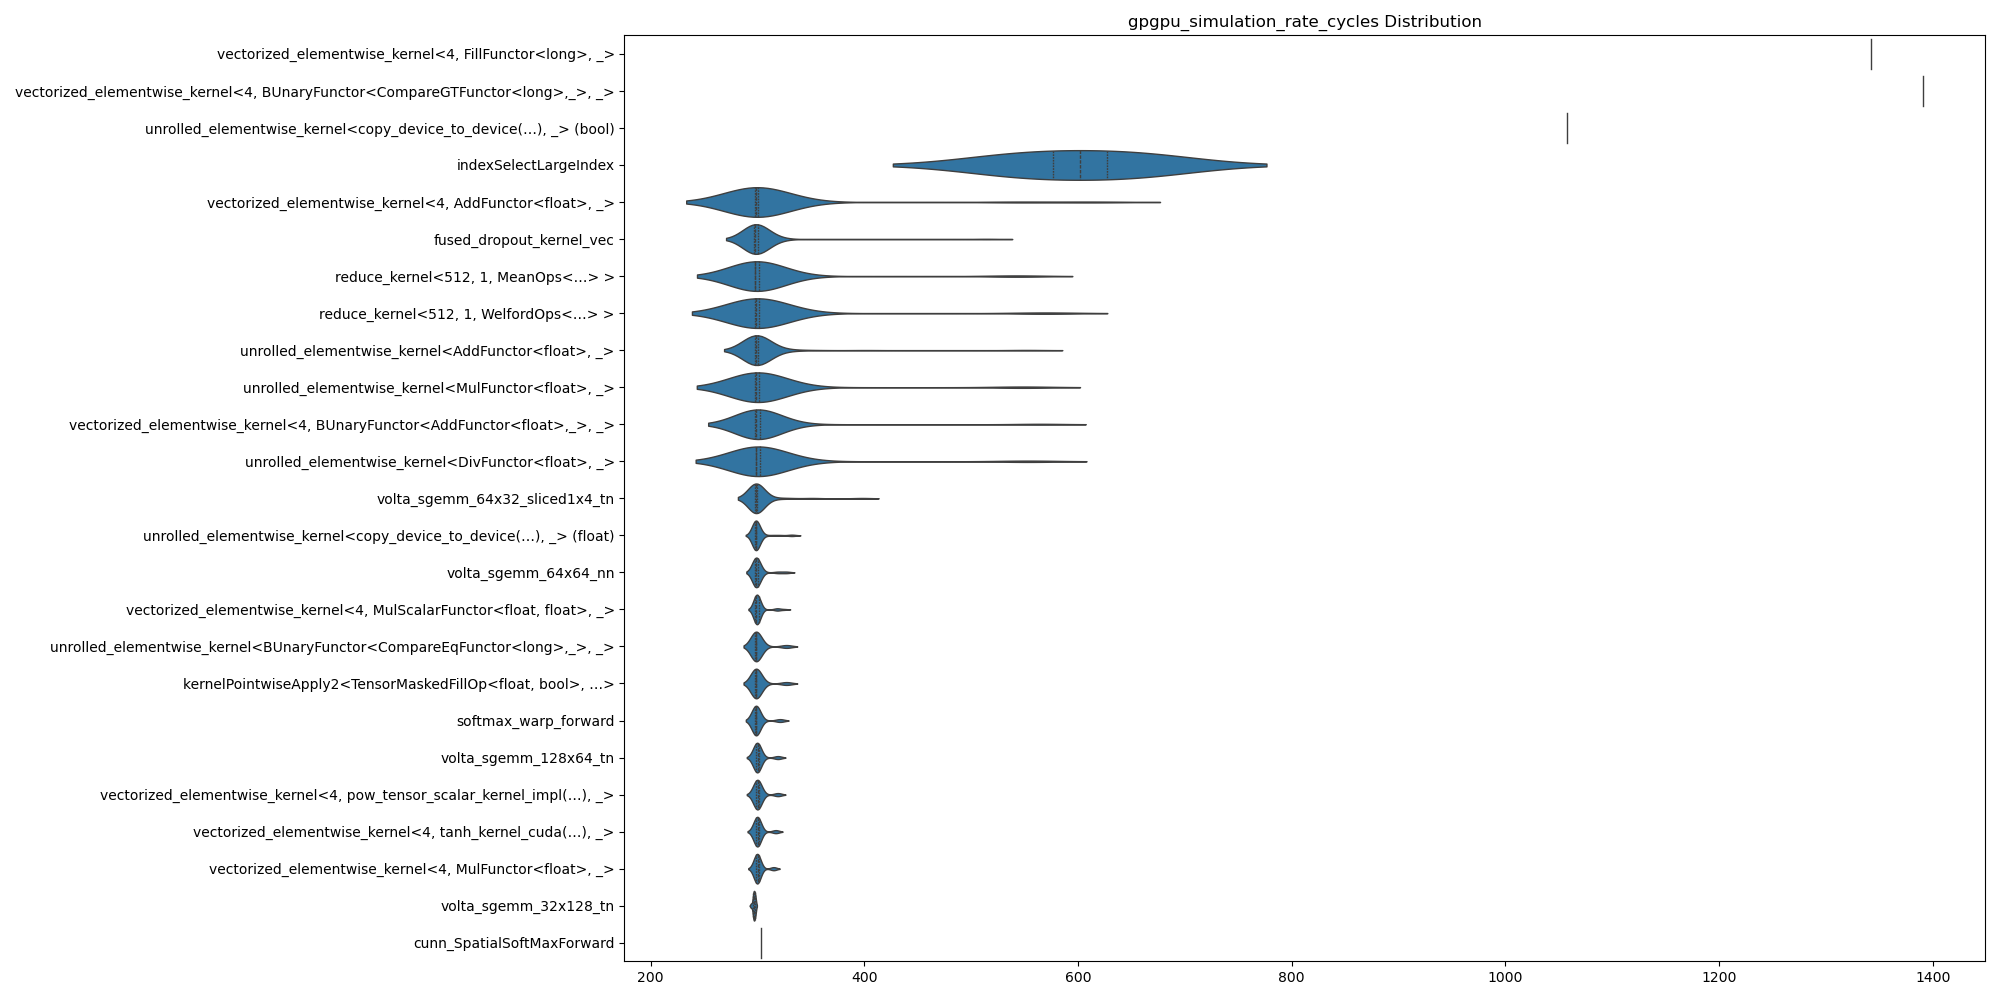 gpgpu_simulation_rate_cycles Distribution
vectorized_elementwise_kernel<4, FillFunctor<long>, _>
vectorized_elementwise_kernel<4, BUnaryFunctor<CompareGTFunctor<long>,_>, _>
unrolled_elementwise_kernel<copy_device_to_device(...), _> (bool)
indexSelectLargeIndex
vectorized_elementwise_kernel<4, AddFunctor<float>, _>
fused_dropout_kernel_vec
reduce_kernel<512, 1, MeanOps<...> >
reduce_kernel<512, 1, WelfordOps<...> >
unrolled_elementwise_kernel<AddFunctor<float>, _>
unrolled_elementwise_kernel<MulFunctor<float>, _>
vectorized_elementwise_kernel<4, BUnaryFunctor<AddFunctor<float>,_>, _>
unrolled_elementwise_kernel<DivFunctor<float>, _>
volta_sgemm_64x32_sliced1x4_tn
unrolled_elementwise_kernel<copy_device_to_device(...), _> (float)
volta_sgemm_64x64_nn
vectorized_elementwise_kernel<4, MulScalarFunctor<float, float>, _>
unrolled_elementwise_kernel<BUnaryFunctor<CompareEqFunctor<long>,_>, _>
kernelPointwiseApply2<TensorMaskedFillOp<float, bool>, ...>
softmax_warp_forward
volta_sgemm_128x64_tn
vectorized_elementwise_kernel<4, pow_tensor_scalar_kernel_impl(...), _>
vectorized_elementwise_kernel<4, tanh_kernel_cuda(...), _>
vectorized_elementwise_kernel<4, MulFunctor<float>, _>
volta_sgemm_32x128_tn
cunn_SpatialSoftMaxForward
200 400 600 800 1000 1200 1400